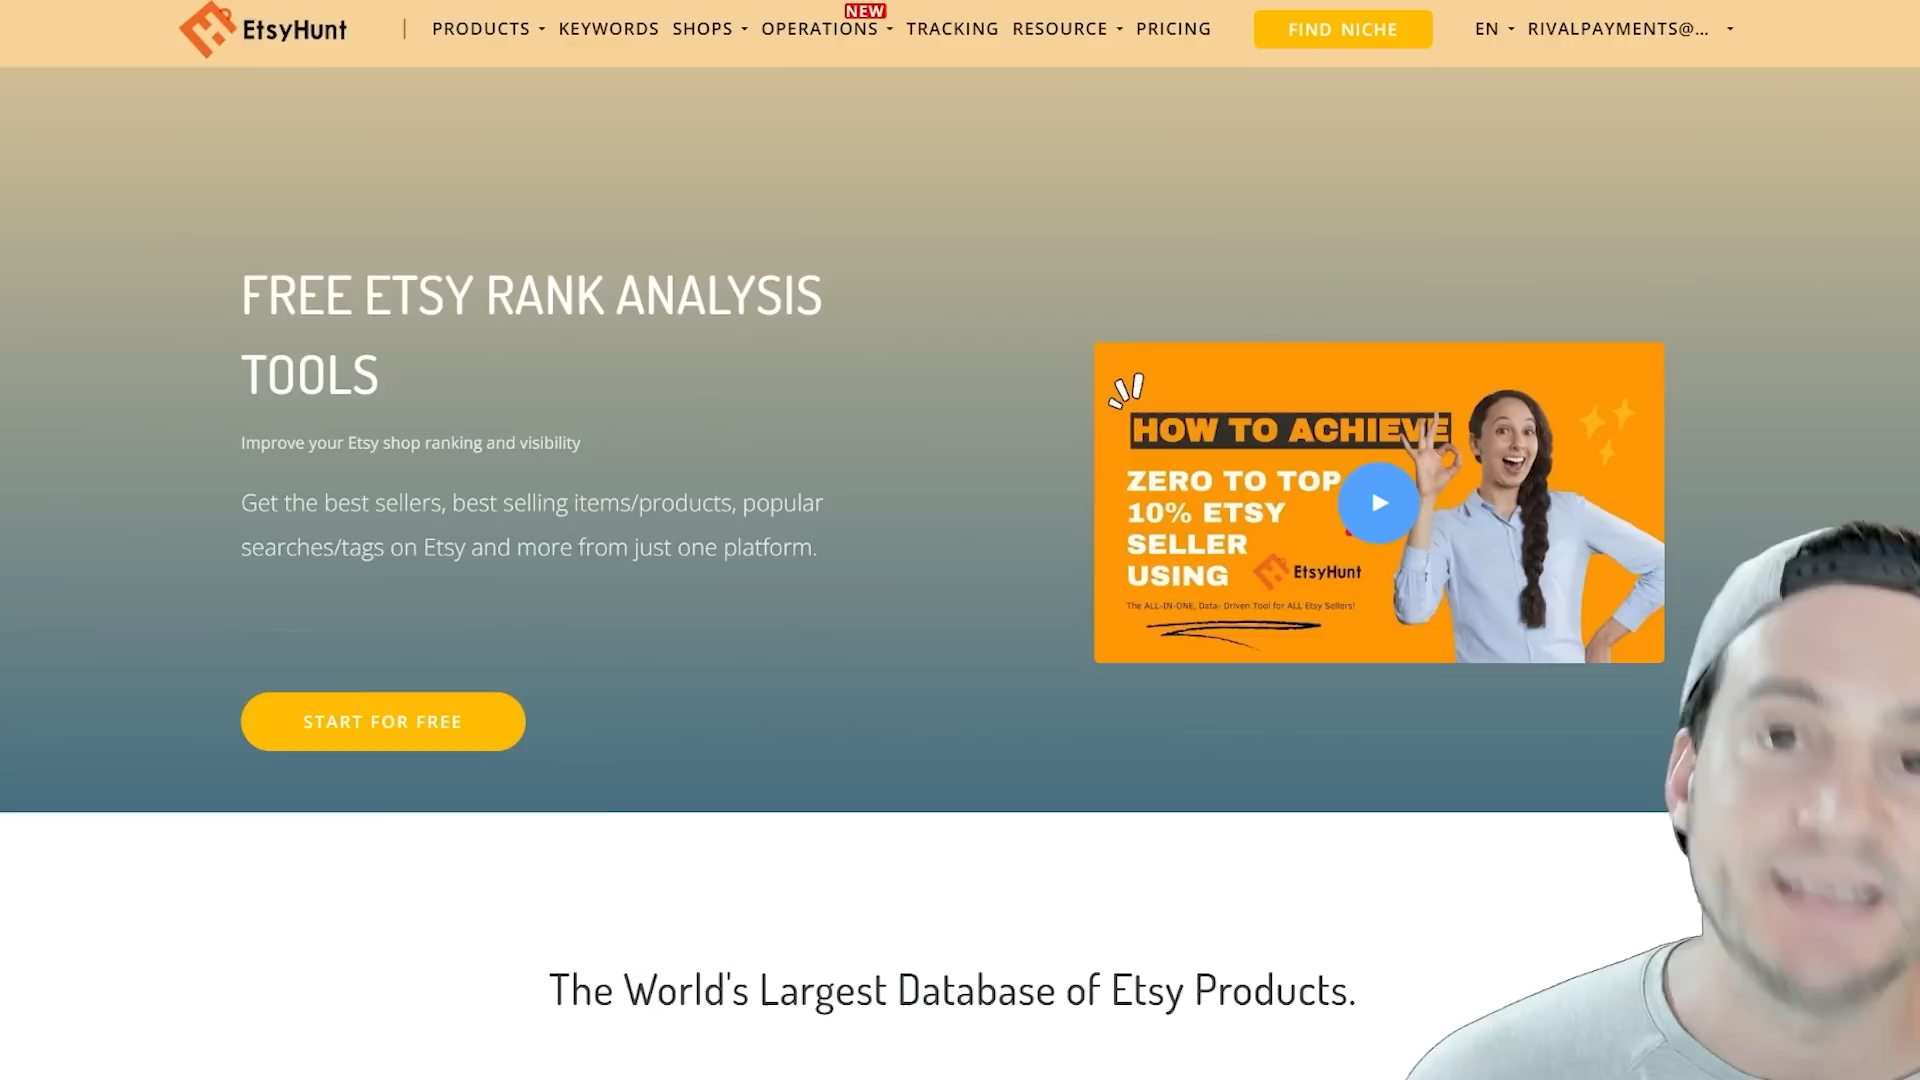 EtsyHunt
PRODUCTS
KEYWORDS
SHOPS
OPERATIONS
NEW
TRACKING
RESOURCE
PRICING
FIND NICHE
EN
RIVALPAYMENTS@...
FREE ETSY RANK ANALYSIS
TOOLS
Improve your Etsy shop ranking and visibility
Get the best sellers, best selling items/products, popular
searches/tags on Etsy and more from just one platform.
START FOR FREE
HOW TO ACHIEVE
ZERO TO TOP
10% ETSY
SELLER
USING
EtsyHunt
The ALL-IN-ONE, Data- Driven Tool for ALL Etsy Sellers!
The World's Largest Database of Etsy Products.